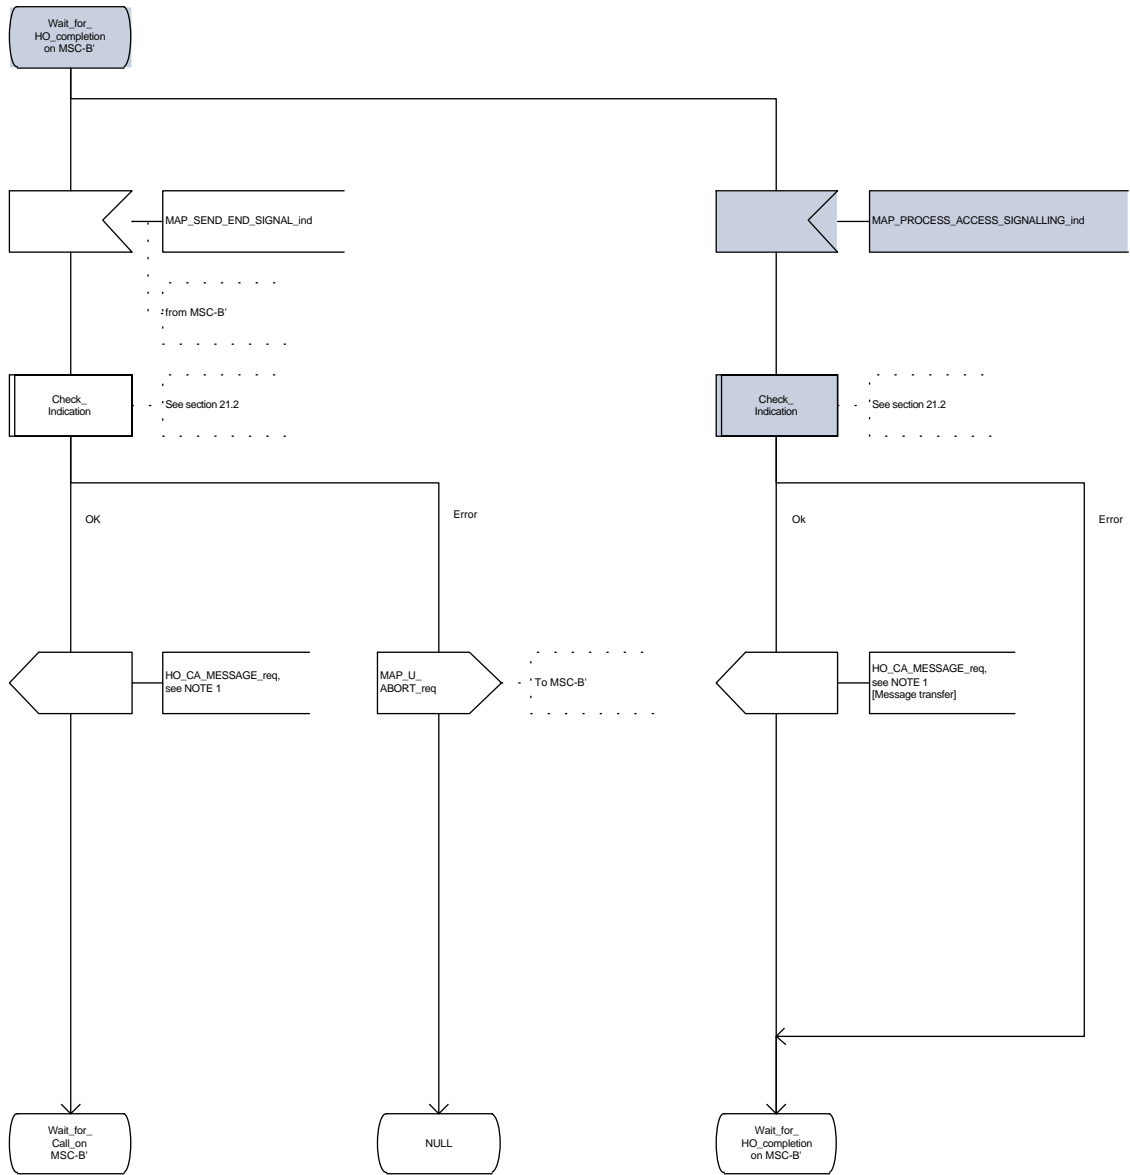 Wait_for_
HO_completion
on MSC-B'
MAP_SEND_END_SIGNAL_ind
MAP_PROCESS_ACCESS_SIGNALLING_ind
from MSC-B'
Check_
Indication
See section 21.2
Check_
Indication
See section 21.2
OK
Error
Ok
Error
HO_CA_MESSAGE_req,
see NOTE 1
MAP_U_
ABORT_req
To MSC-B'
HO_CA_MESSAGE_req,
see NOTE 1
[Message transfer]
Wait_for_
Call_on
MSC-B'
NULL
Wait_for_
HO_completion
on MSC-B'